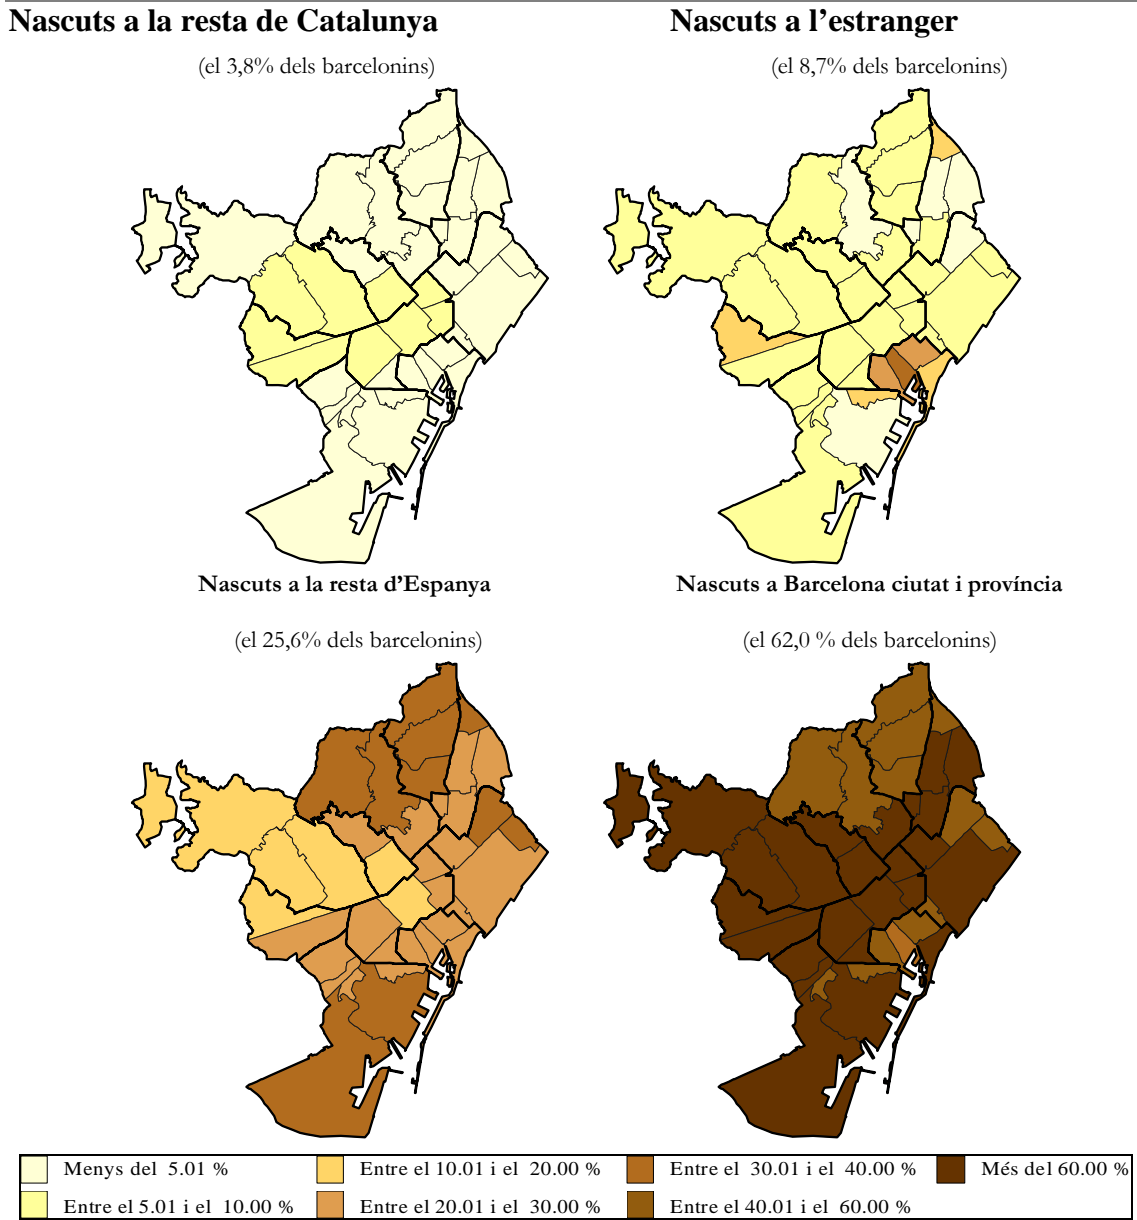 Nascuts a la resta de Catalunya
Nascuts a l’estranger
(el 3,8% dels barcelonins)
(el 8,7% dels barcelonins)
Nascuts a la resta d’Espanya
Nascuts a Barcelona ciutat i província
(el 25,6% dels barcelonins)
(el 62,0 % dels barcelonins)
Menys del 5.01 %
Entre el 10.01 i el 20.00 %
Entre el 30.01 i el 40.00 %
Més del 60.00 %
Entre el 5.01 i el 10.00 %
Entre el 20.01 i el 30.00 %
Entre el 40.01 i el 60.00 %